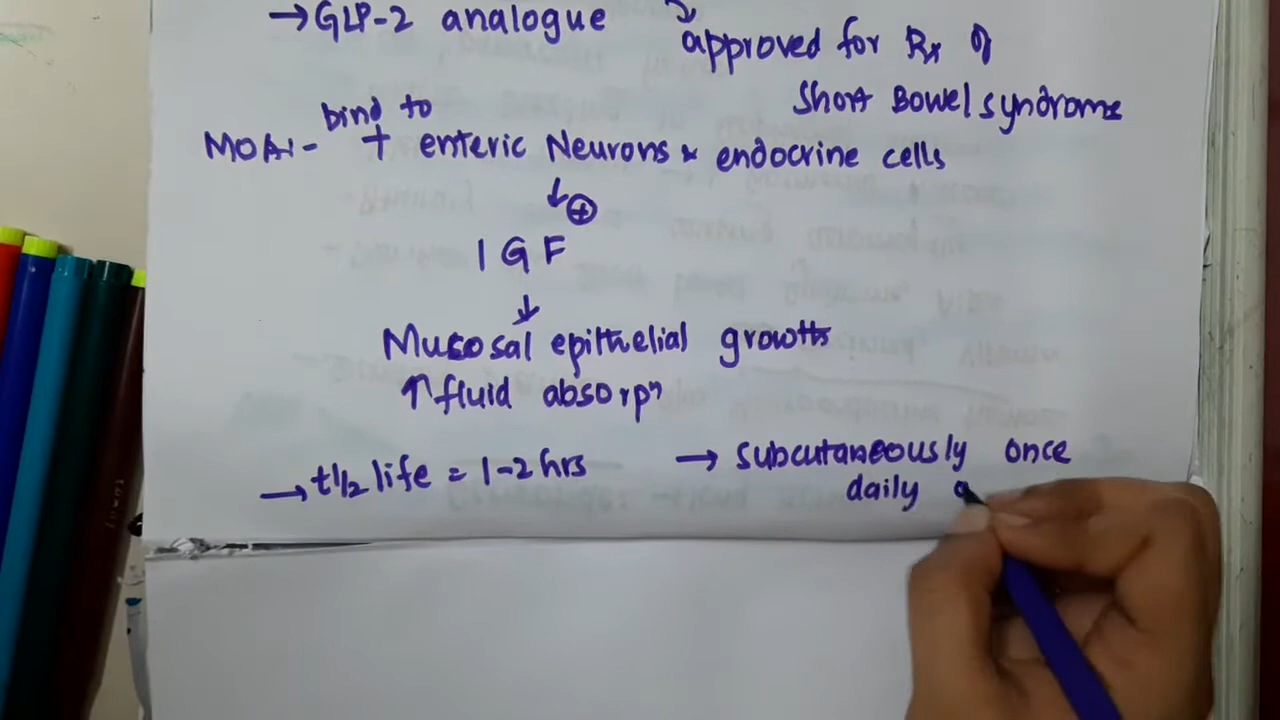 → GLP-2 analogue
approved for Rx of
Short Bowel syndrome
bind to
MOA:- + enteric Neurons & endocrine cells
↓⊕
IGF
↓
Mucosal epithelial growth
↑ fluid absorpⁿ
→ t1/2 life = 1-2 hrs
→ subcutaneously once
daily